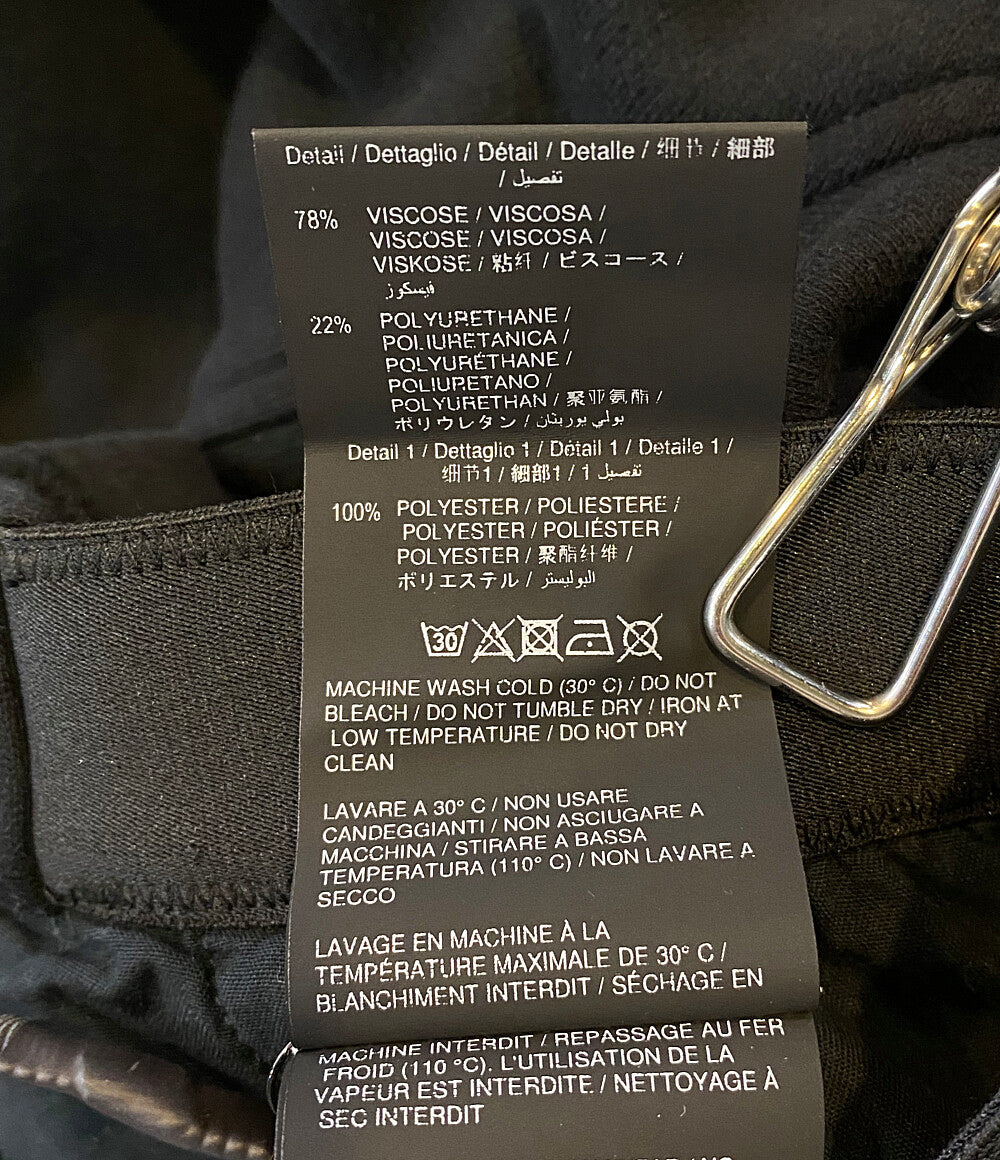 Detail / Dettaglio / Détail / Detalle / 细节 / 細部
/ تفصيل
78% VISCOSE / VISCOSA /
VISCOSE / VISCOSA /
VISKOSE / 粘纤 / ビスコース /
فيسكوز
22% POLYURETHANE /
POLIURETANICA /
POLYURÉTHANE /
POLIURETANO /
POLYURETHAN / 聚亚氨酯 /
ポリウレタン / بولي يوريثان
Detail 1 / Dettaglio 1 / Détail 1 / Detalle 1 /
细节1 / 細部1 / تفصيل 1
100% POLYESTER / POLIESTERE /
POLYESTER / POLIÉSTER /
POLYESTER / 聚酯纤维 /
ポリエステル / البوليستر
30
MACHINE WASH COLD (30° C) / DO NOT
BLEACH / DO NOT TUMBLE DRY / IRON AT
LOW TEMPERATURE / DO NOT DRY
CLEAN
LAVARE A 30° C / NON USARE
CANDEGGIANTI / NON ASCIUGARE A
MACCHINA / STIRARE A BASSA
TEMPERATURA (110° C) / NON LAVARE A
SECCO
LAVAGE EN MACHINE À LA
TEMPÉRATURE MAXIMALE DE 30° C /
BLANCHIMENT INTERDIT / SÉCHAGE EN
MACHINE INTERDIT / REPASSAGE AU FER
FROID (110 °C). L'UTILISATION DE LA
VAPEUR EST INTERDITE / NETTOYAGE À
SEC INTERDIT